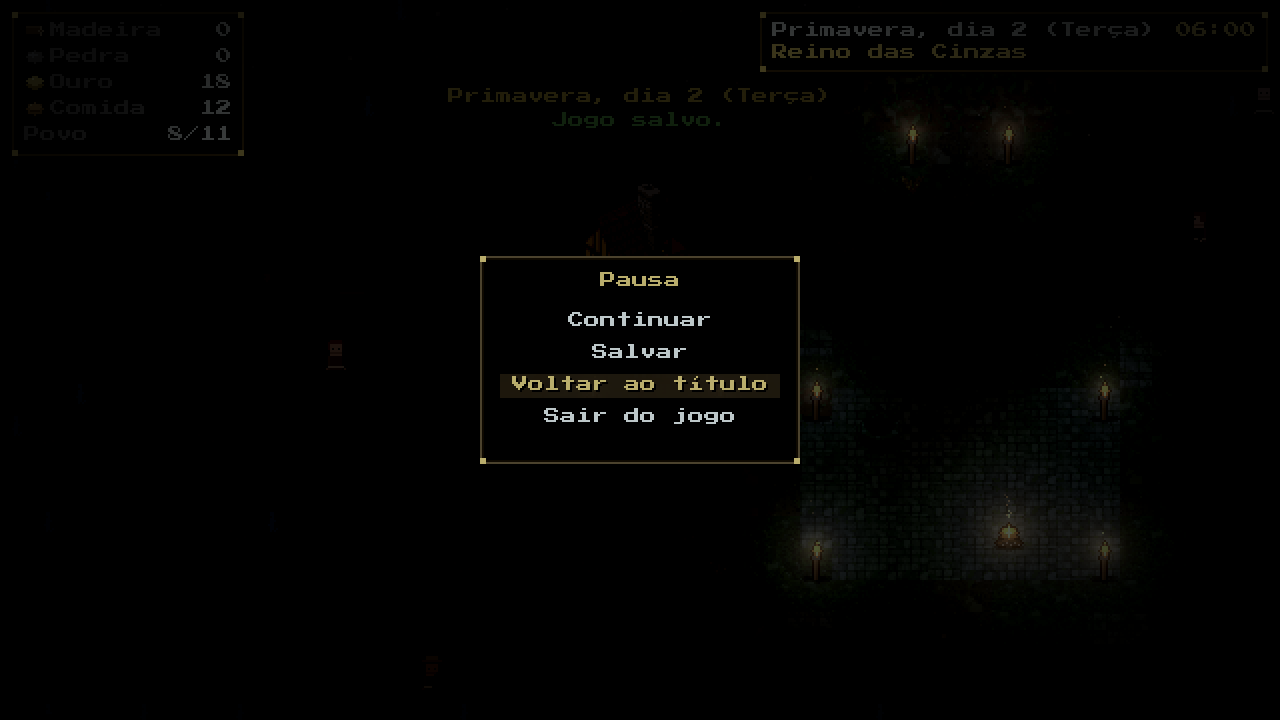 Madeira 0
Pedra 0
Ouro 18
Comida 12
Povo 8/11
Primavera, dia 2 (Terça) 06:00
Reino das Cinzas
Primavera, dia 2 (Terça)
Jogo salvo.
Pausa
Continuar
Salvar
Voltar ao título
Sair do jogo